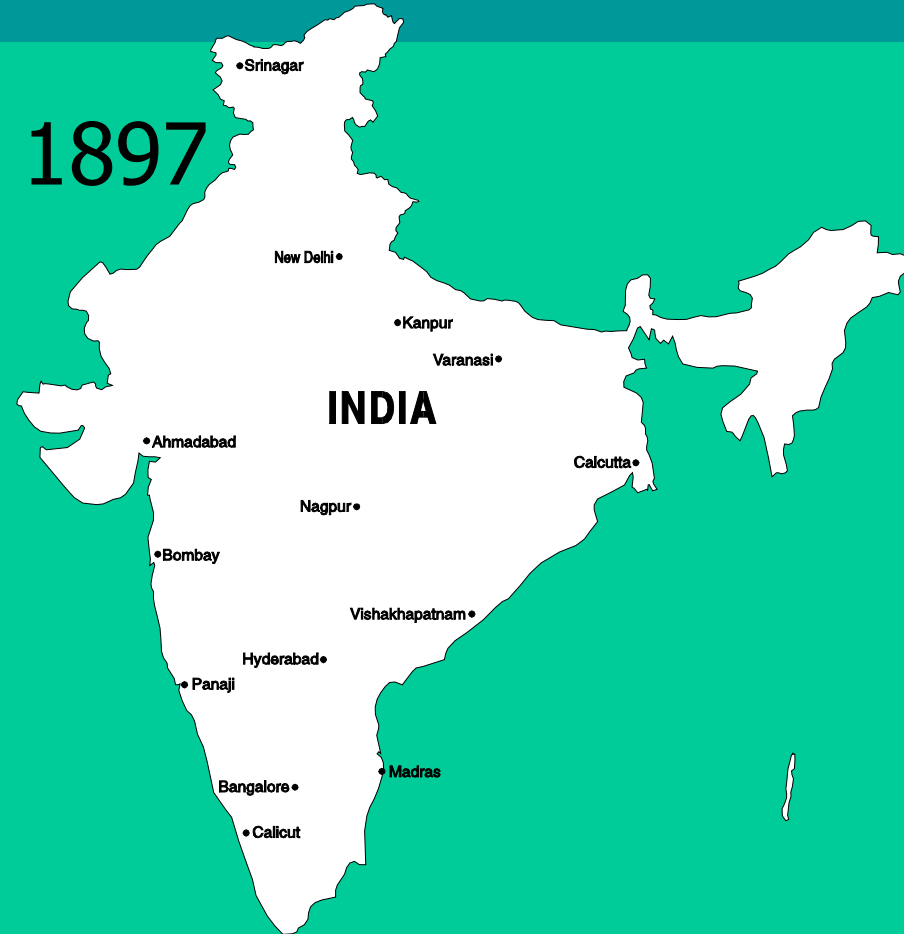 Srinagar
1897
New Delhi
Kanpur
Varanasi
INDIA
Ahmadabad
Calcutta
Nagpur
Bombay
Vishakhapatnam
Hyderabad
Panaji
Madras
Bangalore
Calicut